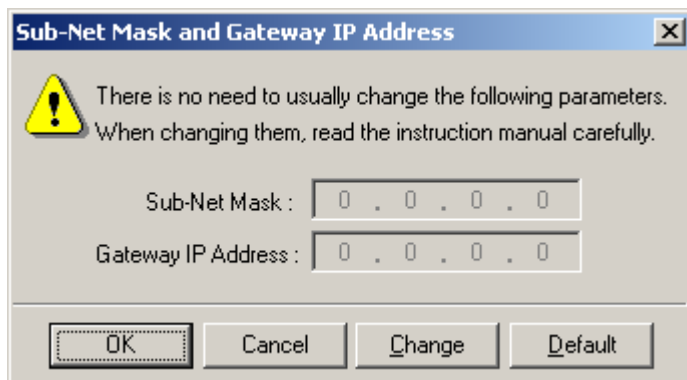 Sub-Net Mask and Gateway IP Address
There is no need to usually change the following parameters.
When changing them, read the instruction manual carefully.
Sub-Net Mask : 0 . 0 . 0 . 0
Gateway IP Address : 0 . 0 . 0 . 0
OK Cancel Change Default